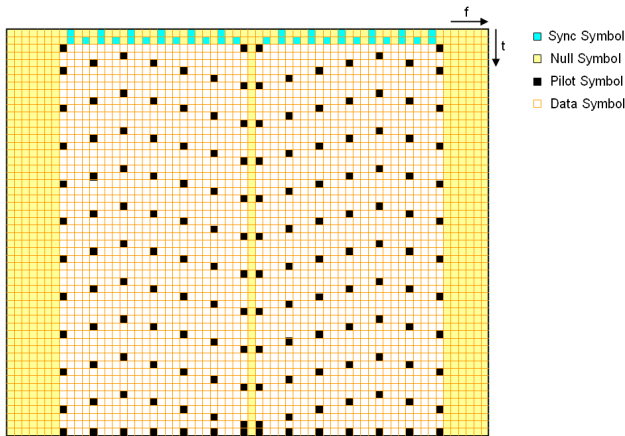 f
t
Sync Symbol
Null Symbol
Pilot Symbol
Data Symbol